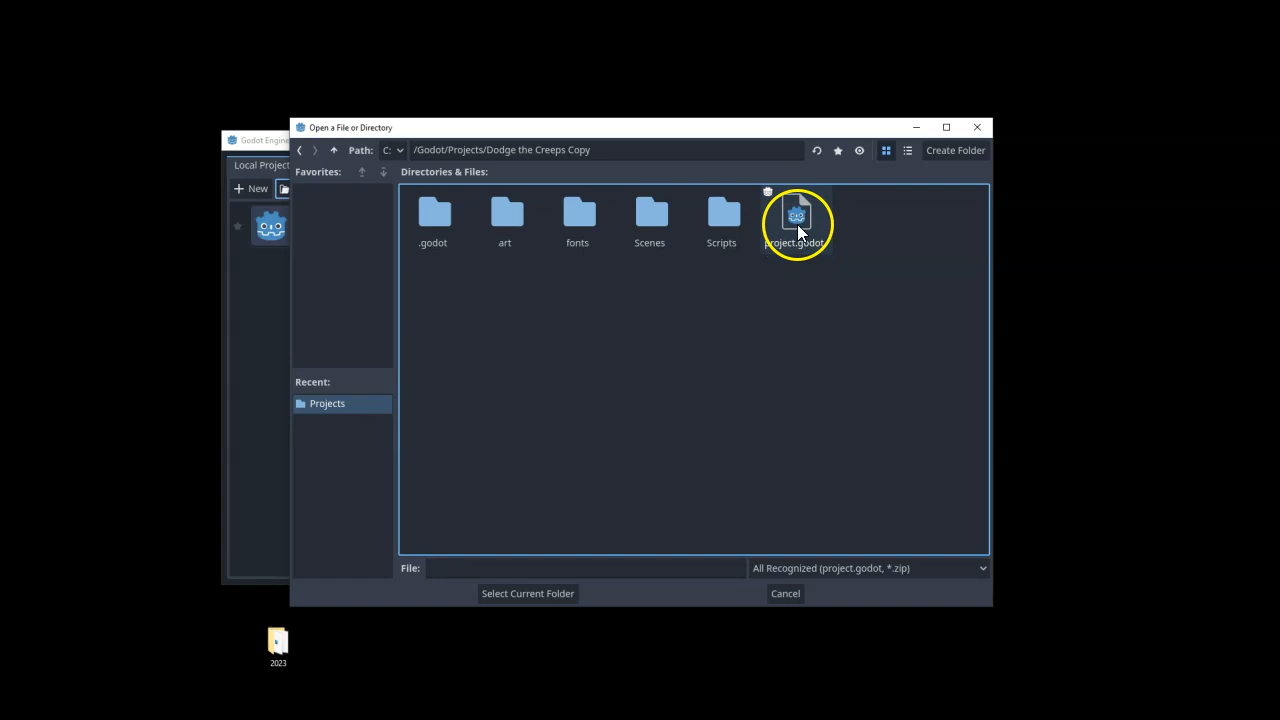 Godot Engine
Open a File or Directory
Local Project
New
Path: C: /Godot/Projects/Dodge the Creeps Copy Create Folder
Favorites: Directories & Files:
.godot art fonts Scenes Scripts project.godot
Recent:
Projects
File: All Recognized (project.godot, *.zip)
Select Current Folder Cancel
2023